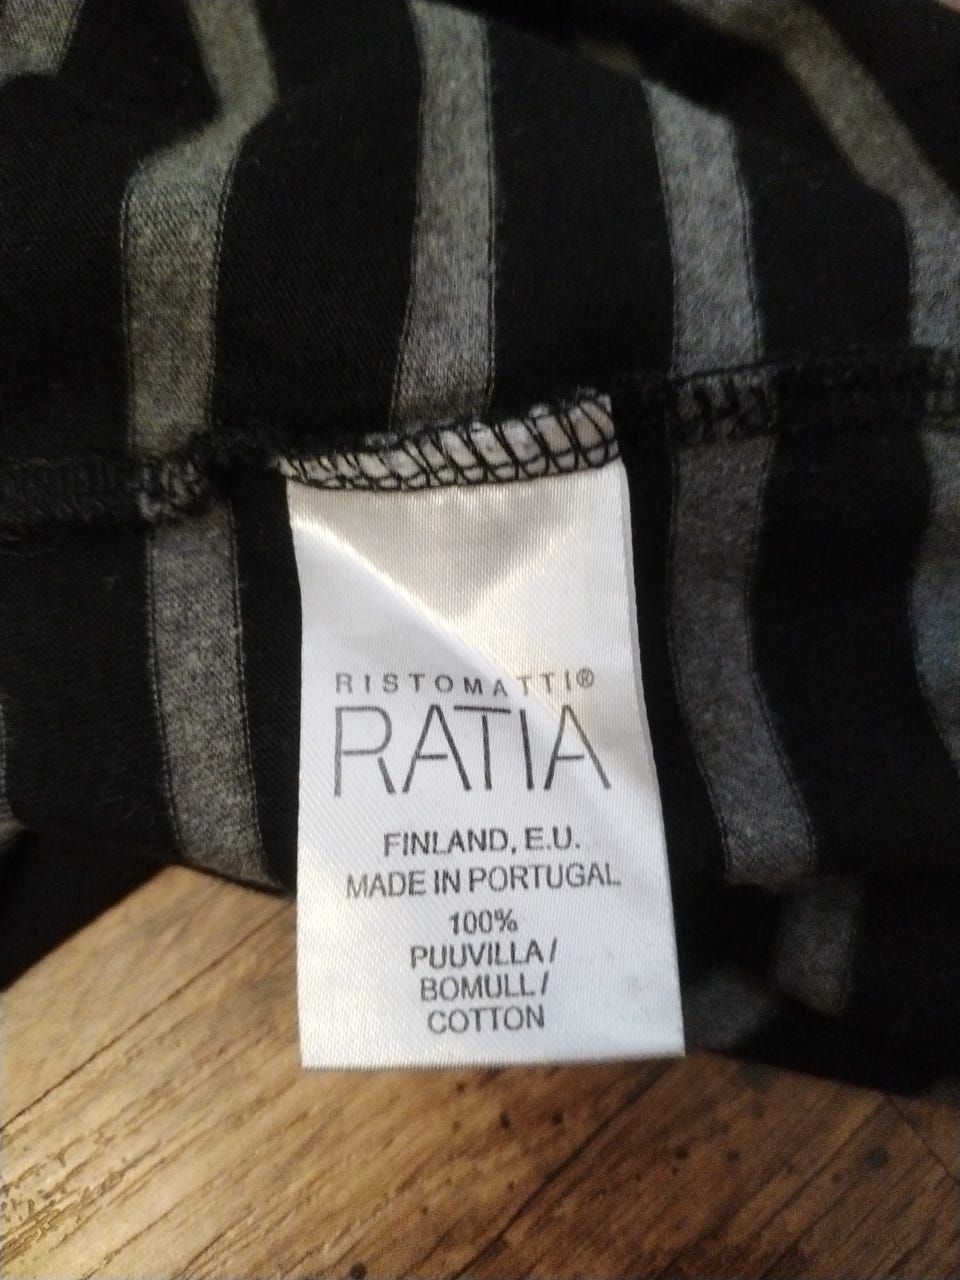 RISTOMATTI®
RATIA
FINLAND, E.U.
MADE IN PORTUGAL
100%
PUUVILLA /
BOMULL /
COTTON